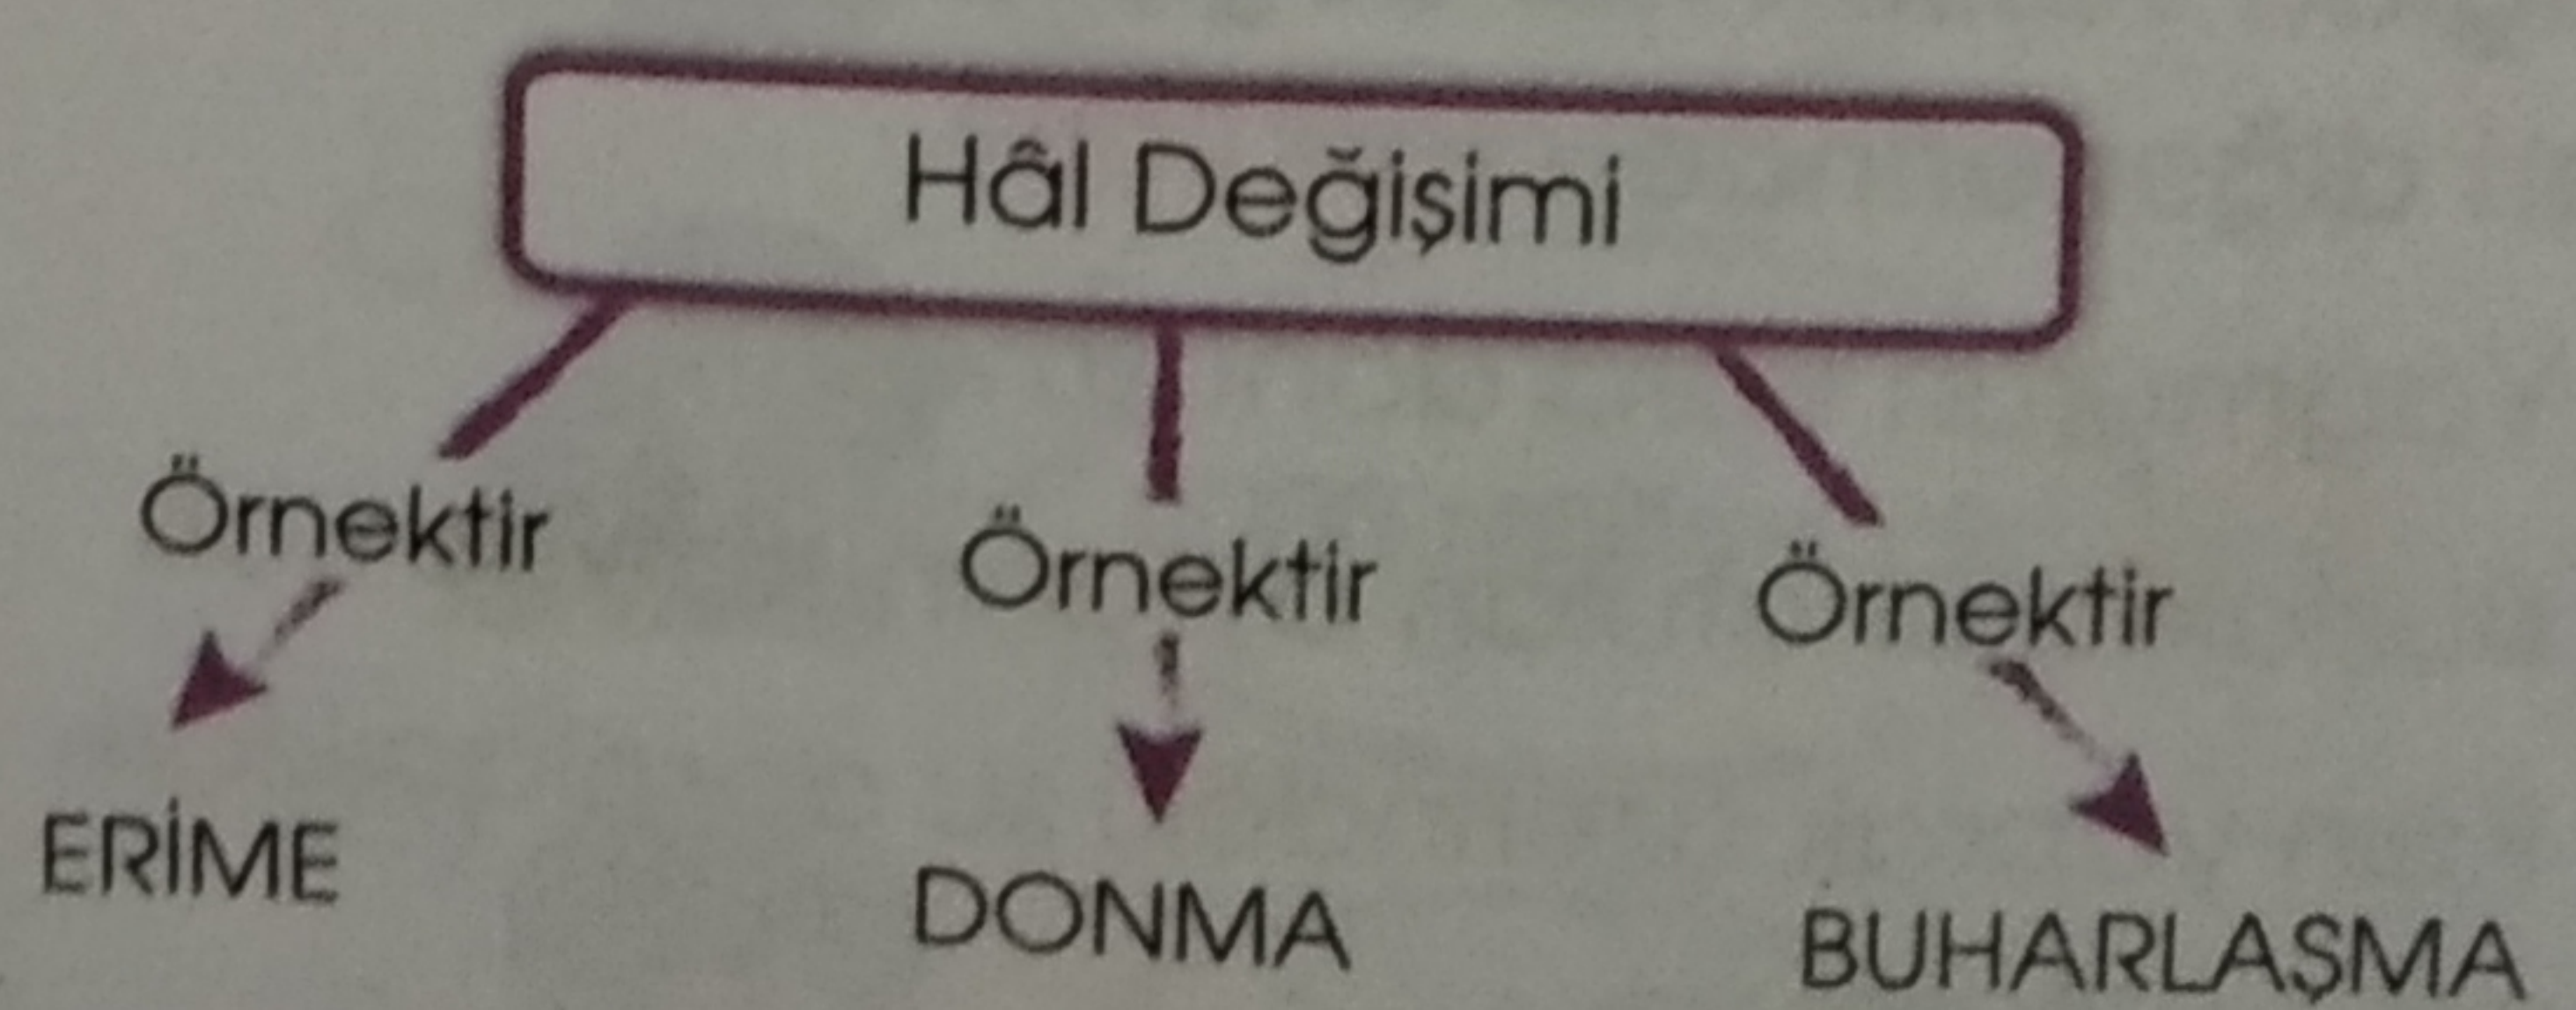 Hâl Değişimi
Örnektir
Örnektir
Örnektir
ERİME
DONMA
BUHARLAŞMA